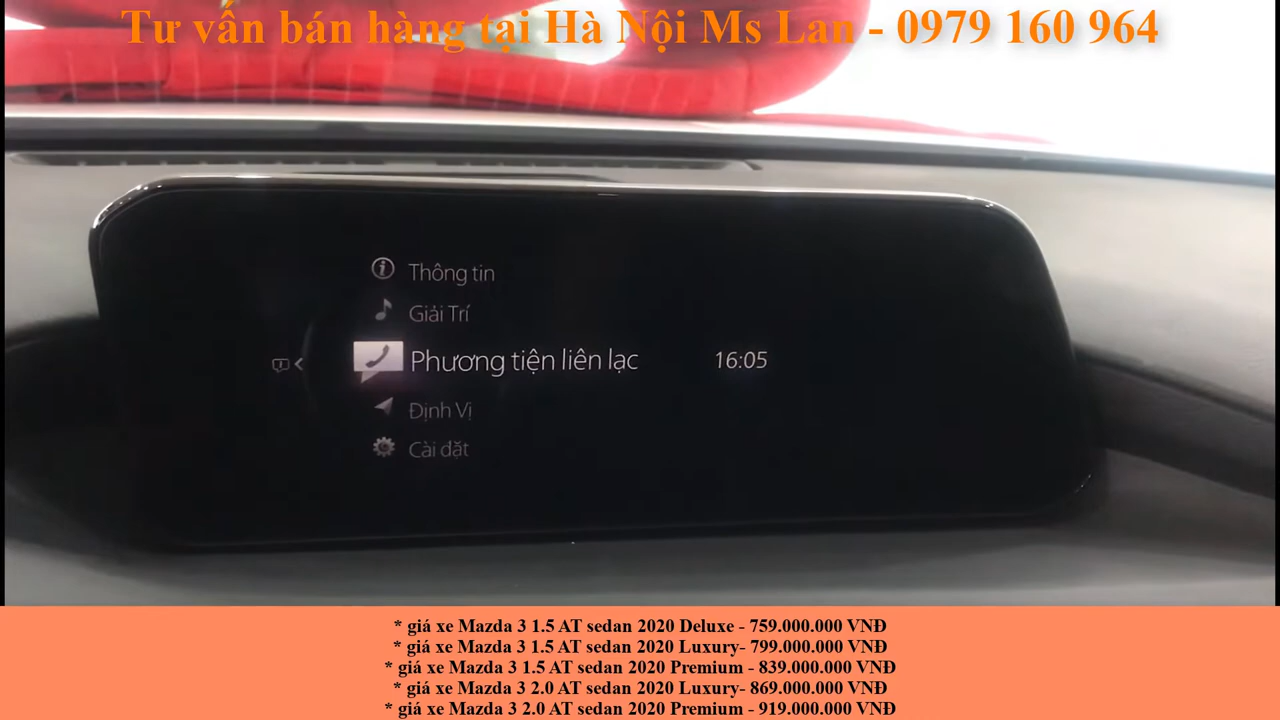 Tư vấn bán hàng tại Hà Nội Ms Lan - 0979 160 964
Thông tin
Giải Trí
Phương tiện liên lạc 16:05
Định Vị
Cài đặt
* giá xe Mazda 3 1.5 AT sedan 2020 Deluxe - 759.000.000 VNĐ
* giá xe Mazda 3 1.5 AT sedan 2020 Luxury- 799.000.000 VNĐ
* giá xe Mazda 3 1.5 AT sedan 2020 Premium - 839.000.000 VNĐ
* giá xe Mazda 3 2.0 AT sedan 2020 Luxury- 869.000.000 VNĐ
* giá xe Mazda 3 2.0 AT sedan 2020 Premium - 919.000.000 VNĐ